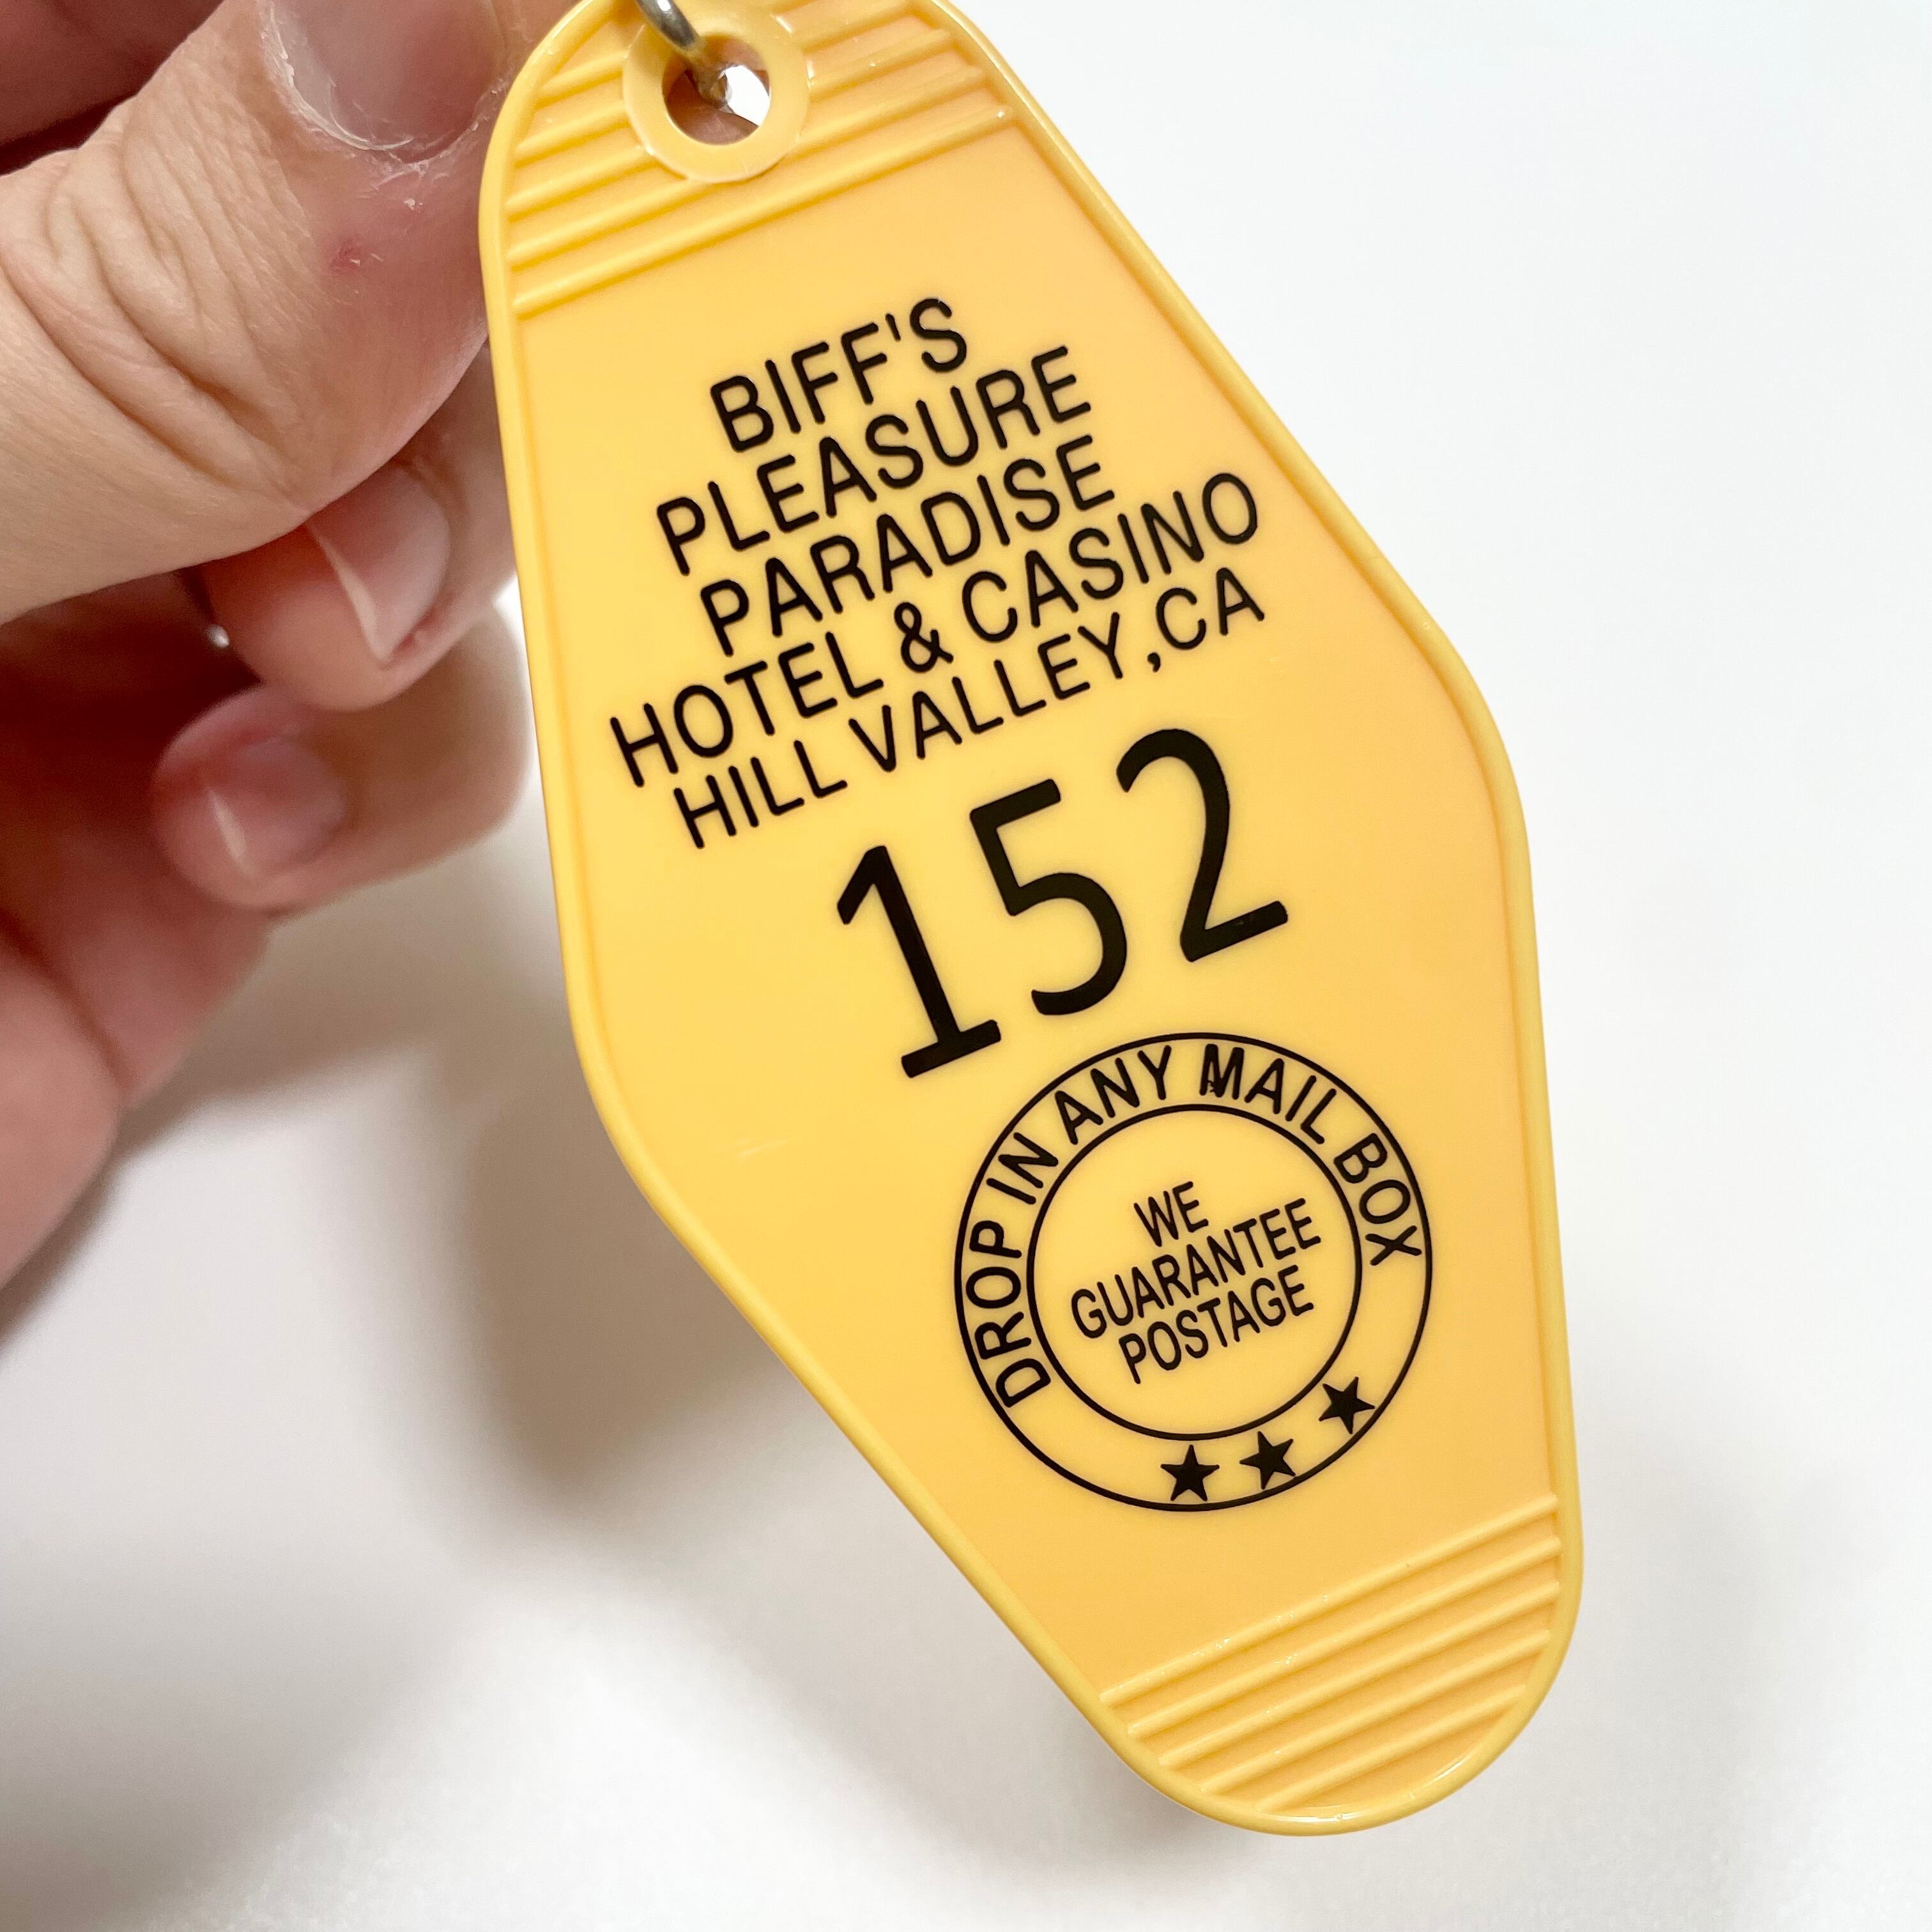 BIFF'S
PLEASURE
PARADISE
HOTEL & CASINO
HILL VALLEY,CA
152
DROP IN ANY MAIL BOX
WE
GUARANTEE
POSTAGE